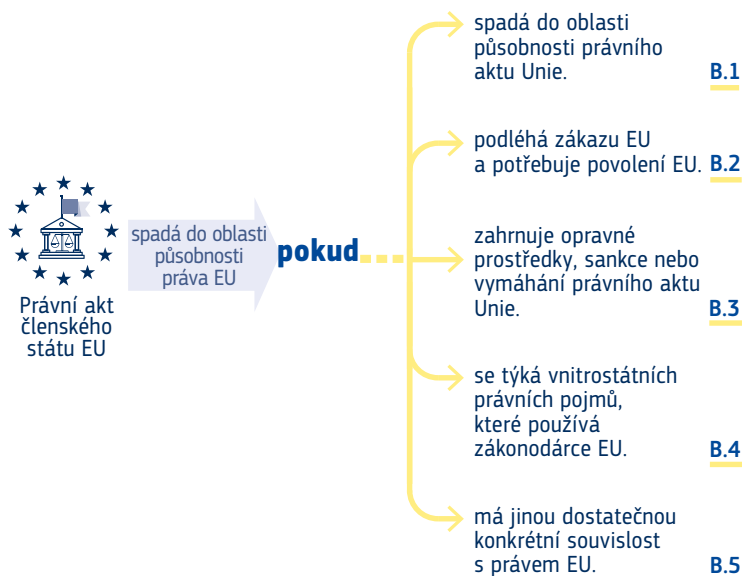 Právní akt
členského
státu EU
spadá do oblasti
působnosti
práva EU
pokud
spadá do oblasti
působnosti právního
aktu Unie. B.1
podléhá zákazu EU
a potřebuje povolení EU. B.2
zahrnuje opravné
prostředky, sankce nebo
vymáhání právního aktu
Unie. B.3
se týká vnitrostátních
právních pojmů,
které používá
zákonodárce EU. B.4
má jinou dostatečnou
konkrétní souvislost
s právem EU. B.5